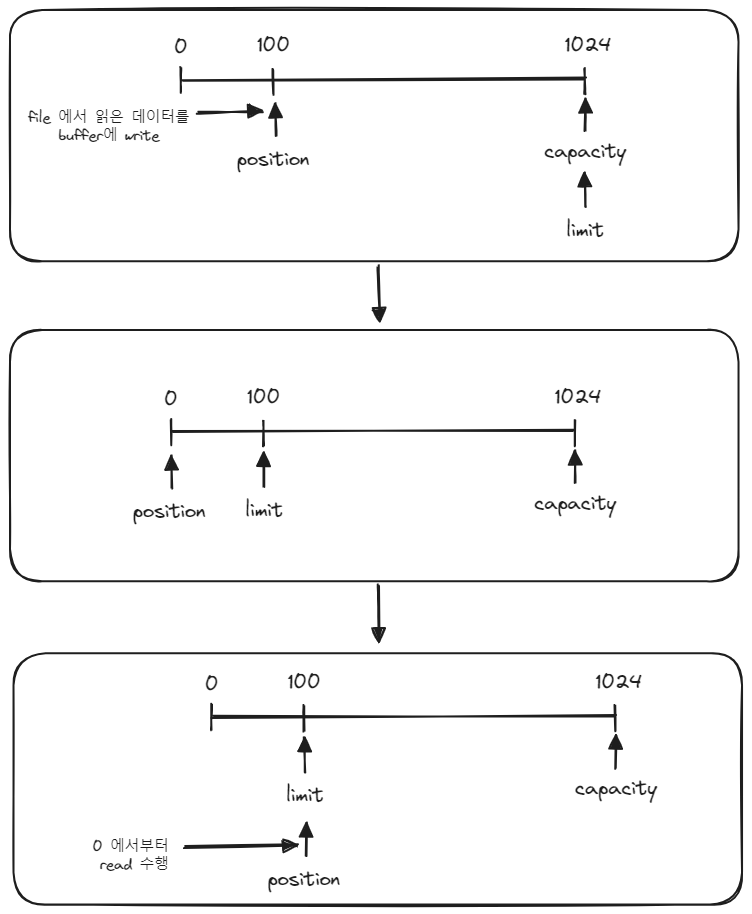 0 100 1024
file 에서 읽은 데이터를
buffer에 write
position
capacity
limit
0 100 1024
position limit capacity
0 100 1024
limit capacity
0 에서부터
read 수행
position